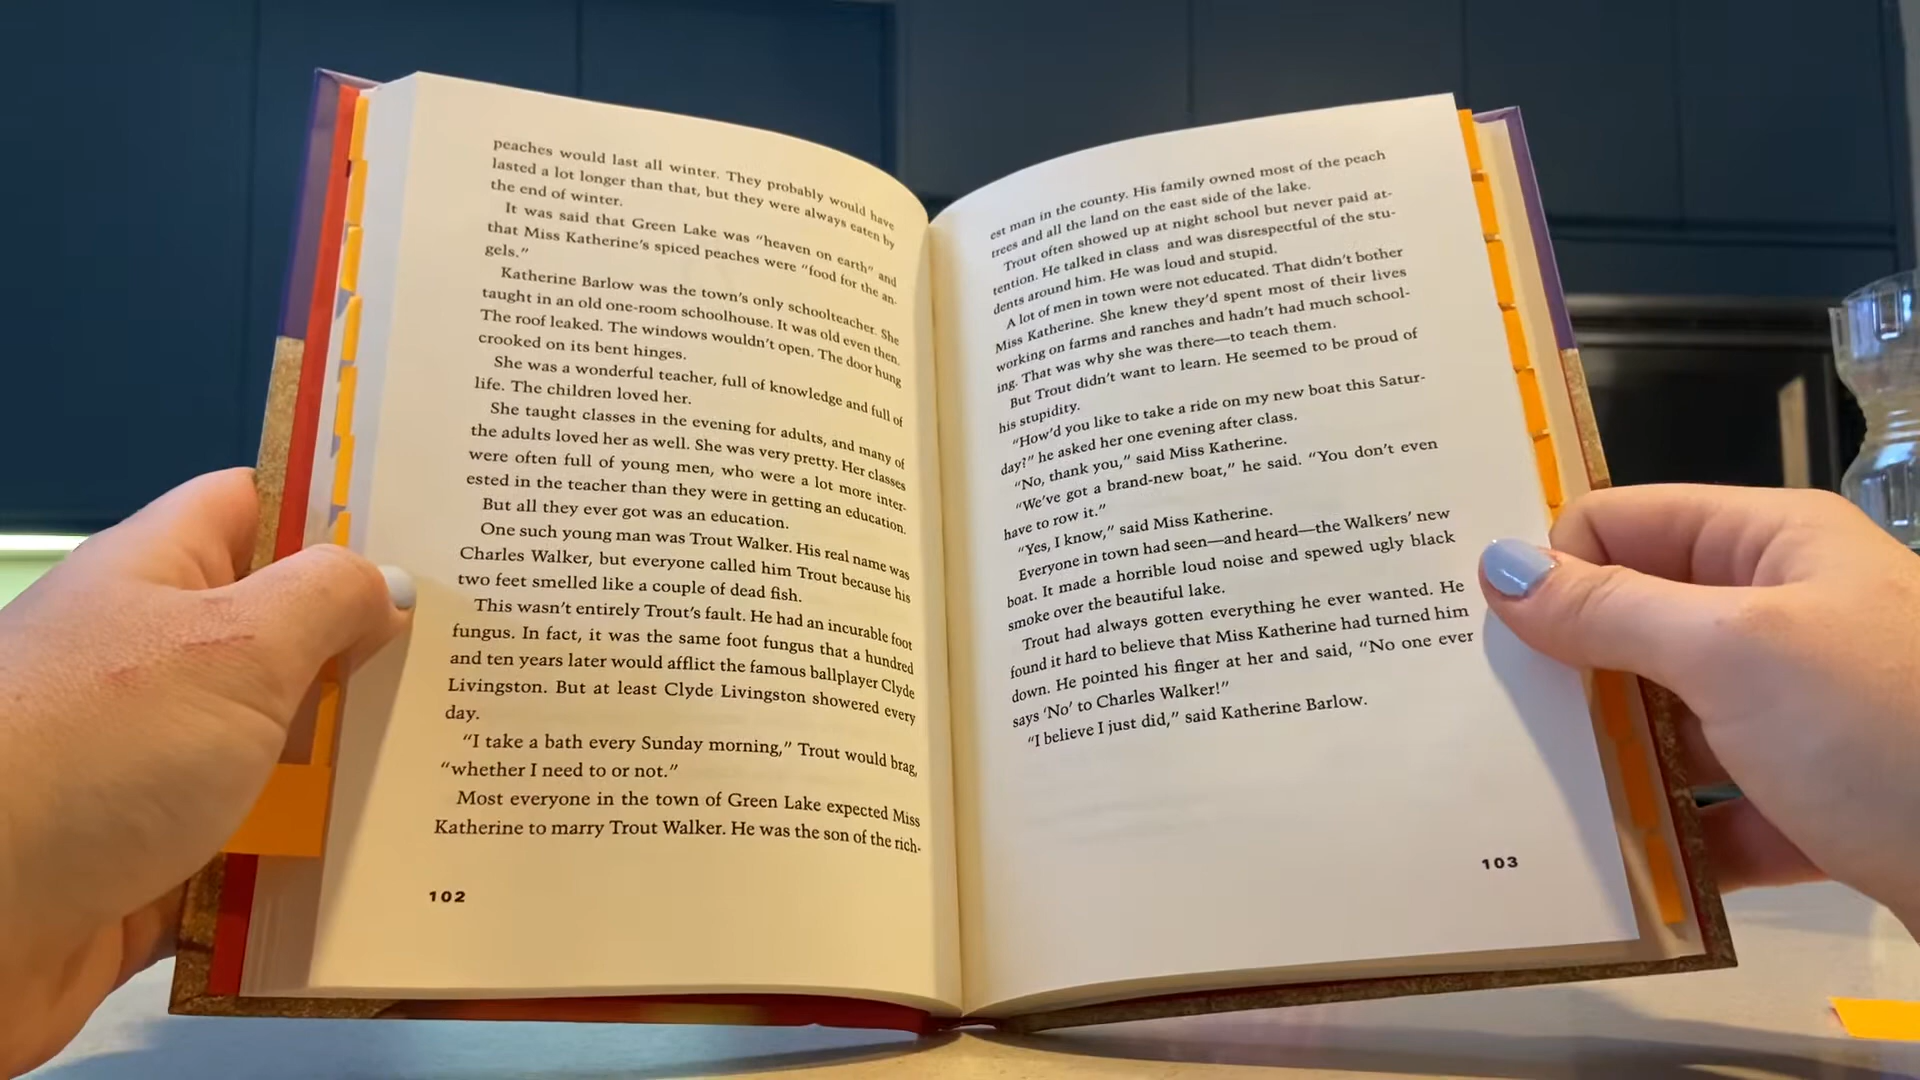 peaches would last all winter. They probably would have
lasted a lot longer than that, but they were always eaten by
the end of winter.
It was said that Green Lake was “heaven on earth” and
that Miss Katherine’s spiced peaches were “food for the an-
gels.”
Katherine Barlow was the town’s only schoolteacher. She
taught in an old one-room schoolhouse. It was old even then.
The roof leaked. The windows wouldn’t open. The door hung
crooked on its bent hinges.
She was a wonderful teacher, full of knowledge and full of
life. The children loved her.
She taught classes in the evening for adults, and many of
the adults loved her as well. She was very pretty. Her classes
were often full of young men, who were a lot more inter-
ested in the teacher than they were in getting an education.
But all they ever got was an education.
One such young man was Trout Walker. His real name was
Charles Walker, but everyone called him Trout because his
two feet smelled like a couple of dead fish.
This wasn’t entirely Trout’s fault. He had an incurable foot
fungus. In fact, it was the same foot fungus that a hundred
and ten years later would afflict the famous ballplayer Clyde
Livingston. But at least Clyde Livingston showered every
day.
“I take a bath every Sunday morning,” Trout would brag,
“whether I need to or not.”
Most everyone in the town of Green Lake expected Miss
Katherine to marry Trout Walker. He was the son of the rich-
102
est man in the county. His family owned most of the peach
trees and all the land on the east side of the lake.
Trout often showed up at night school but never paid at-
tention. He talked in class and was disrespectful of the stu-
dents around him. He was loud and stupid.
A lot of men in town were not educated. That didn’t bother
Miss Katherine. She knew they’d spent most of their lives
working on farms and ranches and hadn’t had much school-
ing. That was why she was there—to teach them.
But Trout didn’t want to learn. He seemed to be proud of
his stupidity.
“How’d you like to take a ride on my new boat this Satur-
day?” he asked her one evening after class.
“No, thank you,” said Miss Katherine.
“We’ve got a brand-new boat,” he said. “You don’t even
have to row it.”
“Yes, I know,” said Miss Katherine.
Everyone in town had seen—and heard—the Walkers’ new
boat. It made a horrible loud noise and spewed ugly black
smoke over the beautiful lake.
Trout had always gotten everything he ever wanted. He
found it hard to believe that Miss Katherine had turned him
down. He pointed his finger at her and said, “No one ever
says ‘No’ to Charles Walker!”
“I believe I just did,” said Katherine Barlow.
103